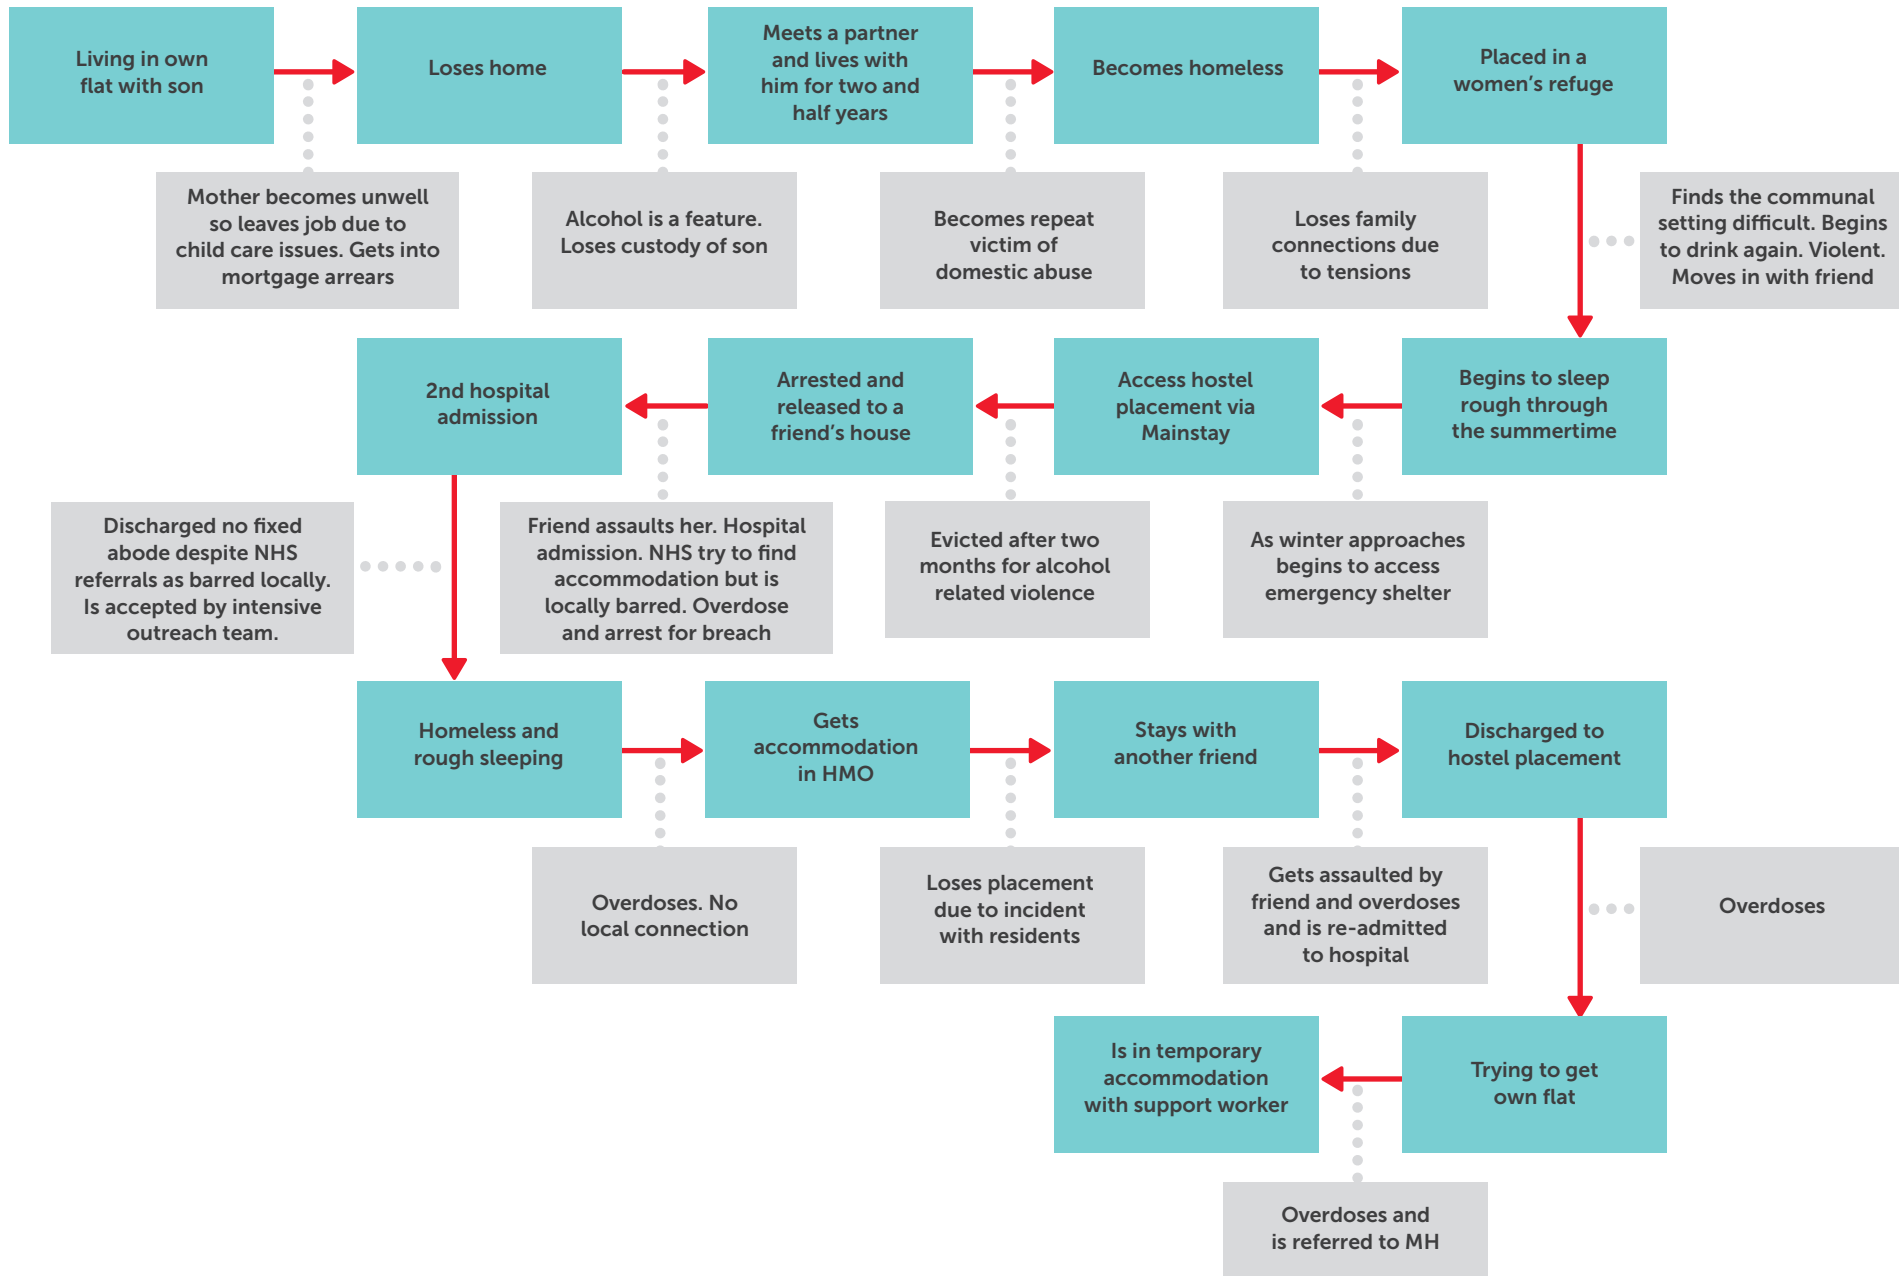 Living in own
flat with son
Loses home
Meets a partner
and lives with
him for two and
half years
Becomes homeless
Placed in a
women's refuge
Mother becomes unwell
so leaves job due to
child care issues. Gets into
mortgage arrears
Alcohol is a feature.
Loses custody of son
Becomes repeat
victim of
domestic abuse
Loses family
connections due
to tensions
Finds the communal
setting difficult. Begins
to drink again. Violent.
Moves in with friend
2nd hospital
admission
Arrested and
released to a
friend's house
Access hostel
placement via
Mainstay
Begins to sleep
rough through
the summertime
Discharged no fixed
abode despite NHS
referrals as barred locally.
Is accepted by intensive
outreach team.
Friend assaults her. Hospital
admission. NHS try to find
accommodation but is
locally barred. Overdose
and arrest for breach
Evicted after two
months for alcohol
related violence
As winter approaches
begins to access
emergency shelter
Homeless and
rough sleeping
Gets
accommodation
in HMO
Stays with
another friend
Discharged to
hostel placement
Overdoses. No
local connection
Loses placement
due to incident
with residents
Gets assaulted by
friend and overdoses
and is re-admitted
to hospital
Overdoses
Is in temporary
accommodation
with support worker
Trying to get
own flat
Overdoses and
is referred to MH